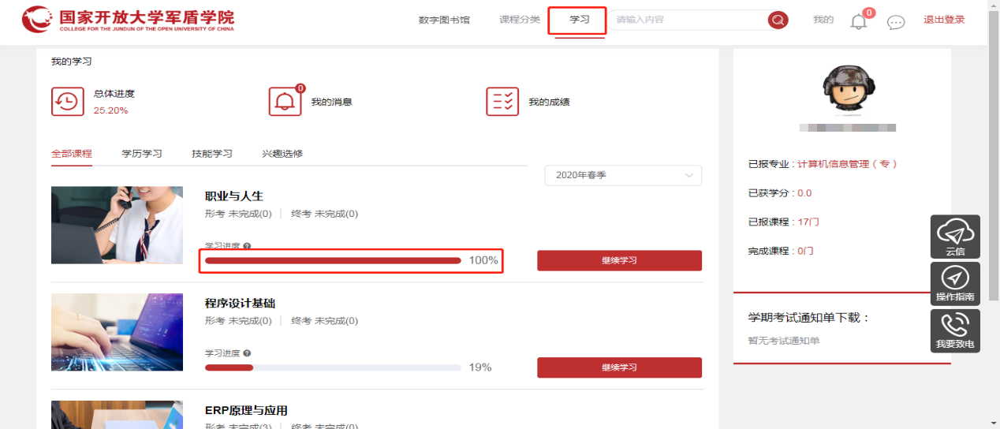 国家开放大学军盾学院
COLLEGE FOR THE JUNDUN OF THE OPEN UNIVERSITY OF CHINA
数字图书馆 课程分类 学习 请输入内容 我的 0 退出登录
我的学习
总体进度
25.20%
0
我的消息
我的成绩
全部课程 学历学习 技能学习 兴趣选修
2020年春季
职业与人生
形考 未完成(0) 终考 未完成(0)
学习进度
100%
继续学习
程序设计基础
形考 未完成(0) 终考 未完成(0)
学习进度
19%
继续学习
ERP原理与应用
形考 未完成(3) 终考 未完成(0)
已报专业 : 计算机信息管理（专）
已获学分 : 0.0
已报课程 : 17门
完成课程 : 0门
学期考试通知单下载：
暂无考试通知单
云信
操作指南
我要致电